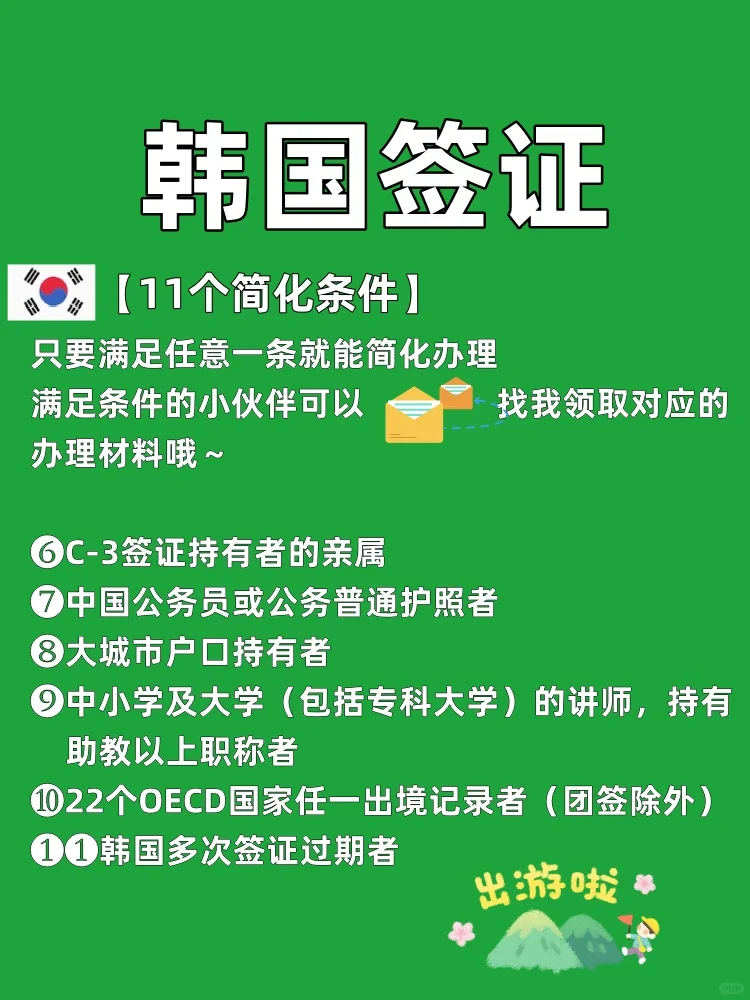 韩国签证
【11个简化条件】
只要满足任意一条就能简化办理
满足条件的小伙伴可以 找我领取对应的
办理材料哦~
❻C-3签证持有者的亲属
❼中国公务员或公务普通护照者
❽大城市户口持有者
❾中小学及大学（包括专科大学）的讲师，持有
助教以上职称者
❿22个OECD国家任一出境记录者（团签除外）
❶❶韩国多次签证过期者
出游啦